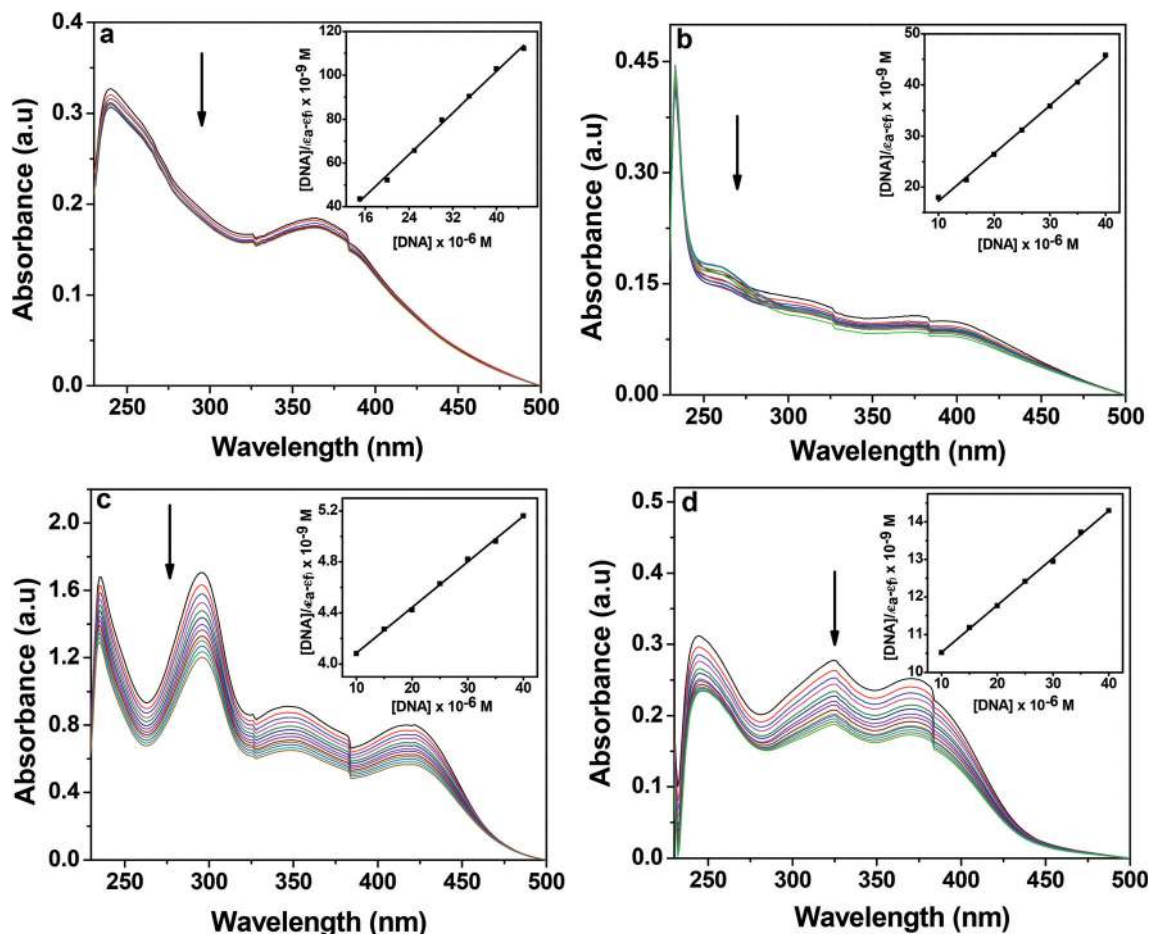 a
0.4
0.3
0.2
0.1
0.0
Absorbance (a.u)
250 300 350 400 450 500
Wavelength (nm)
120
100
80
60
40
[DNA]/εa-εf) x 10-9 M
16 24 32 40
[DNA] x 10-6 M
b
0.45
0.30
0.15
0.00
Absorbance (a.u)
250 300 350 400 450 500
Wavelength (nm)
50
40
30
20
[DNA]/εa-εf) x 10-9 M
10 20 30 40
[DNA] x 10-6 M
c
2.0
1.6
1.2
0.8
0.4
0.0
Absorbance (a.u)
250 300 350 400 450 500
Wavelength (nm)
5.2
4.8
4.4
4.0
[DNA]/εa-εf) x 10-9 M
10 20 30 40
[DNA] x 10-6 M
d
0.5
0.4
0.3
0.2
0.1
0.0
Absorbance (a.u)
250 300 350 400 450 500
Wavelength (nm)
14
13
12
11
10
[DNA]/εa-εf) x 10-9 M
10 20 30 40
[DNA] x 10-6 M